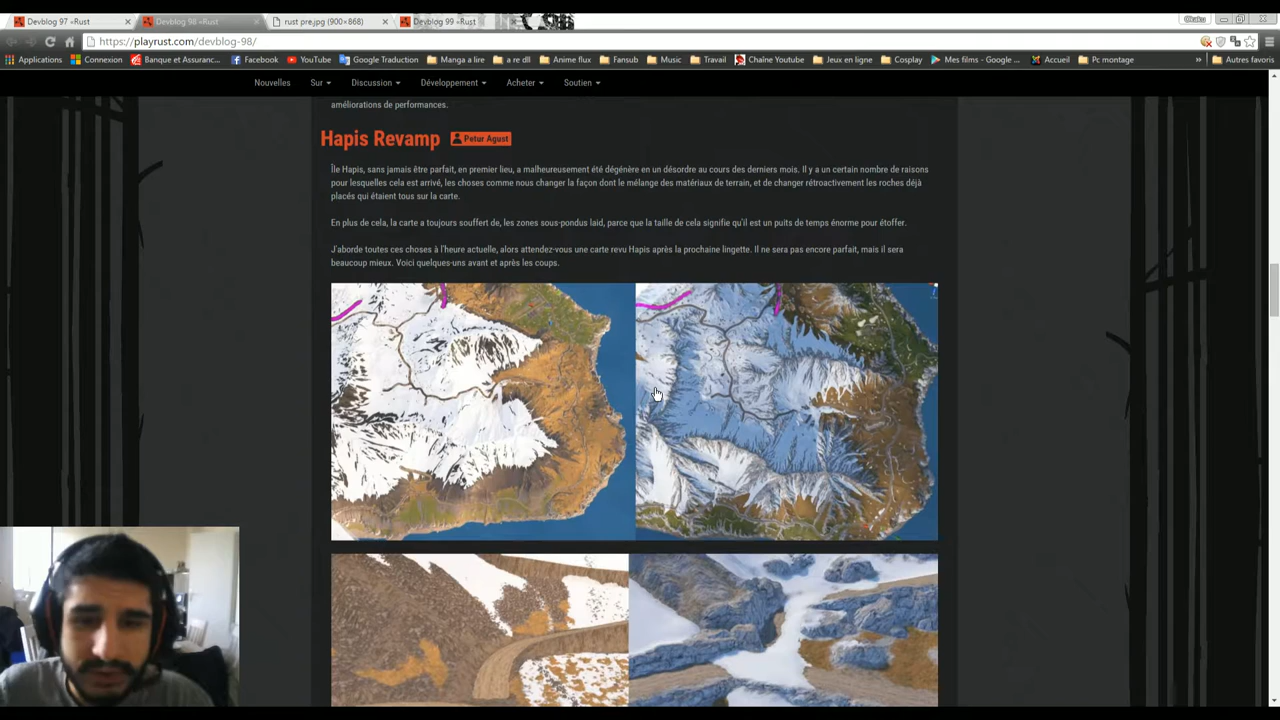 Devblog 97 «Rust
Devblog 98 «Rust
rust pre.jpg (900×868)
Devblog 99 «Rust
https://playrust.com/devblog-98/
Applications Connexion Banque et Assuranc... Facebook YouTube Google Traduction Manga a lire a re dl Anime flux Fansub Music Travail Chaîne Youtube Jeux en ligne Cosplay Mes films - Google ... Accueil Pc montage » Autres favoris
Nouvelles Sur Discussion Développement Acheter Soutien
améliorations de performances.
Hapis Revamp Petur Agust
Île Hapis, sans jamais être parfait, en premier lieu, a malheureusement été dégénère en un désordre au cours des derniers mois. Il y a un certain nombre de raisons
pour lesquelles cela est arrivé, les choses comme nous changer la façon dont le mélange des matériaux de terrain, et de changer rétroactivement les roches déjà
placés qui étaient tous sur la carte.
En plus de cela, la carte a toujours souffert de, les zones sous-pondus laid, parce que la taille de cela signifie qu'il est un puits de temps énorme pour étoffer.
J'aborde toutes ces choses à l'heure actuelle, alors attendez-vous une carte revu Hapis après la prochaine lingette. Il ne sera pas encore parfait, mais il sera
beaucoup mieux. Voici quelques-uns avant et après les coups.